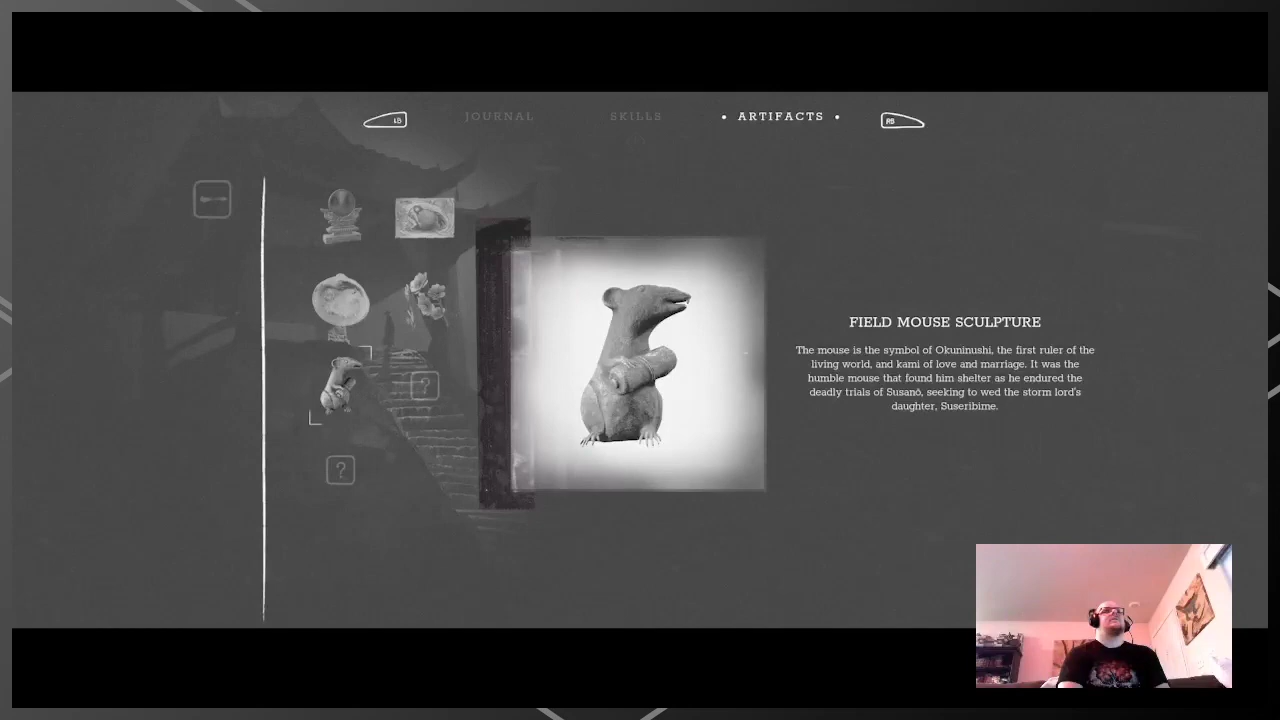 LB
JOURNAL
SKILLS
• ARTIFACTS •
RB
?
?
FIELD MOUSE SCULPTURE
The mouse is the symbol of Okuninushi, the first ruler of the
living world, and kami of love and marriage. It was the
humble mouse that found him shelter as he endured the
deadly trials of Susanō, seeking to wed the storm lord's
daughter, Suseribime.